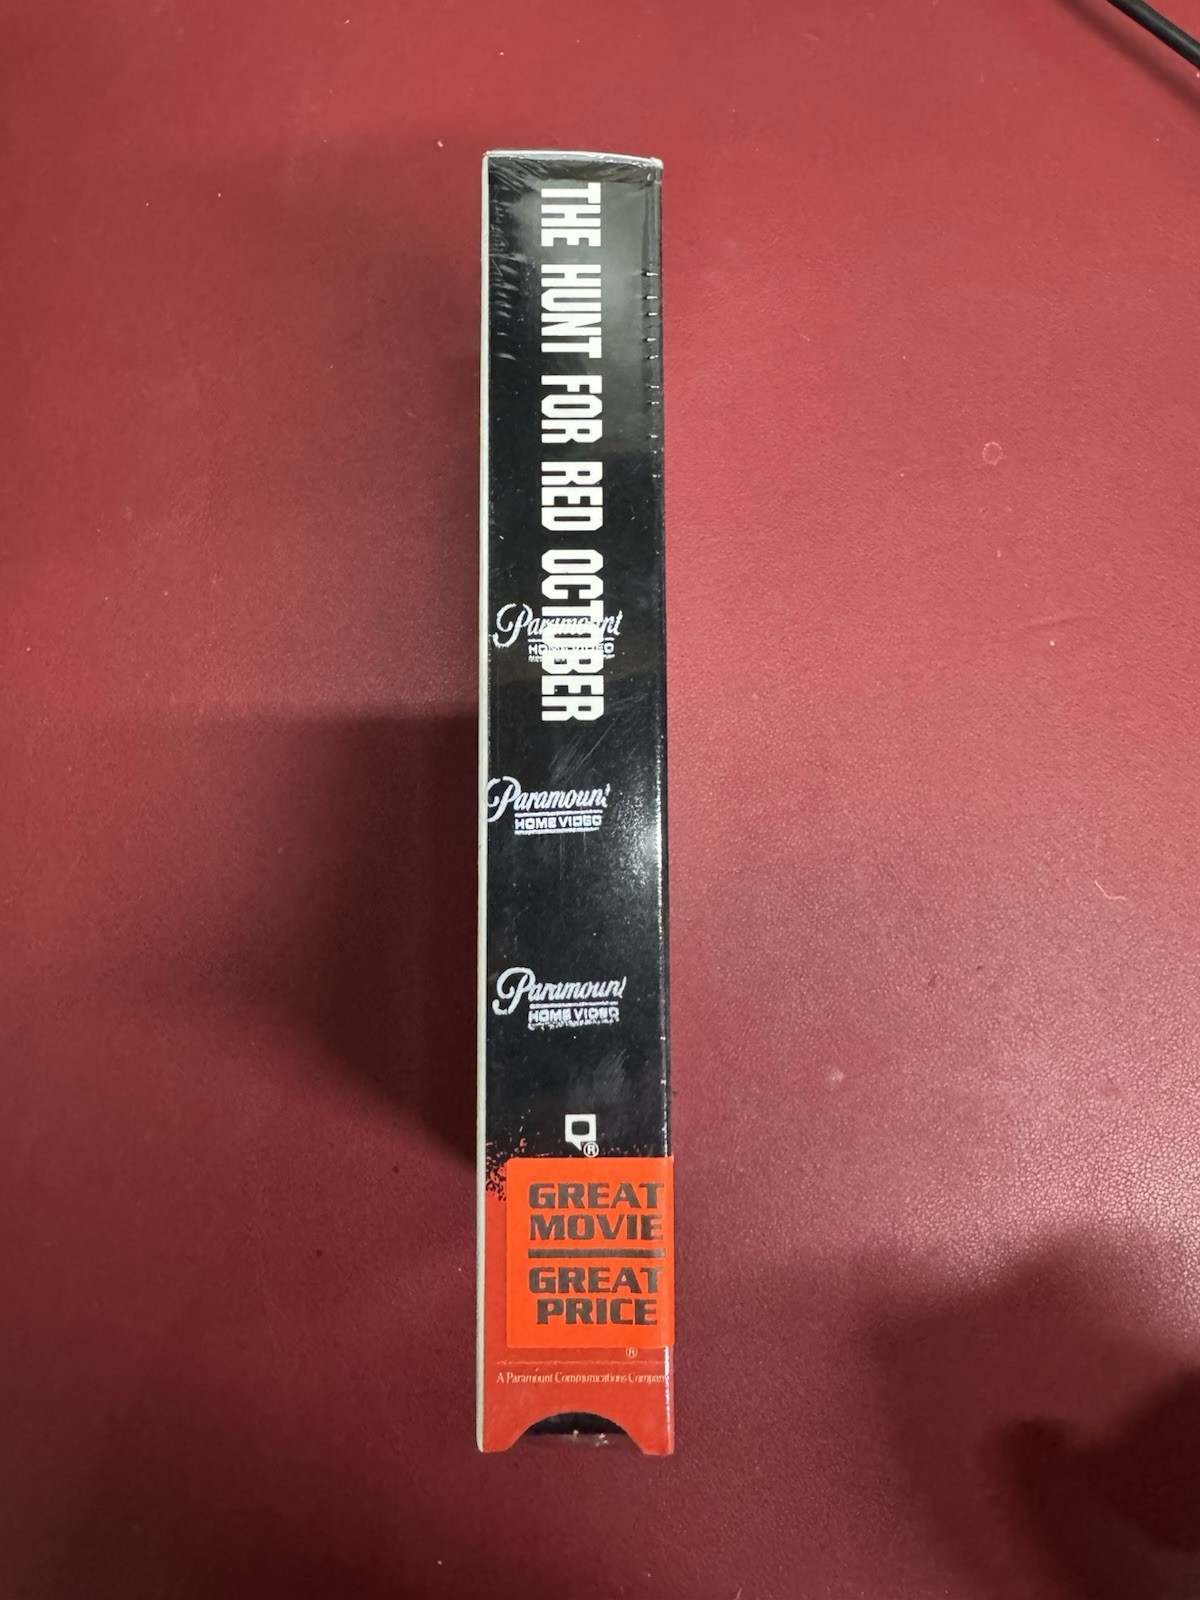 THE HUNT FOR RED OCTOBER
Paramount
HOME VIDEO
Paramount
HOME VIDEO
Paramount
HOME VIDEO
®
GREAT
MOVIE
GREAT
PRICE
®
A Paramount Communications Company